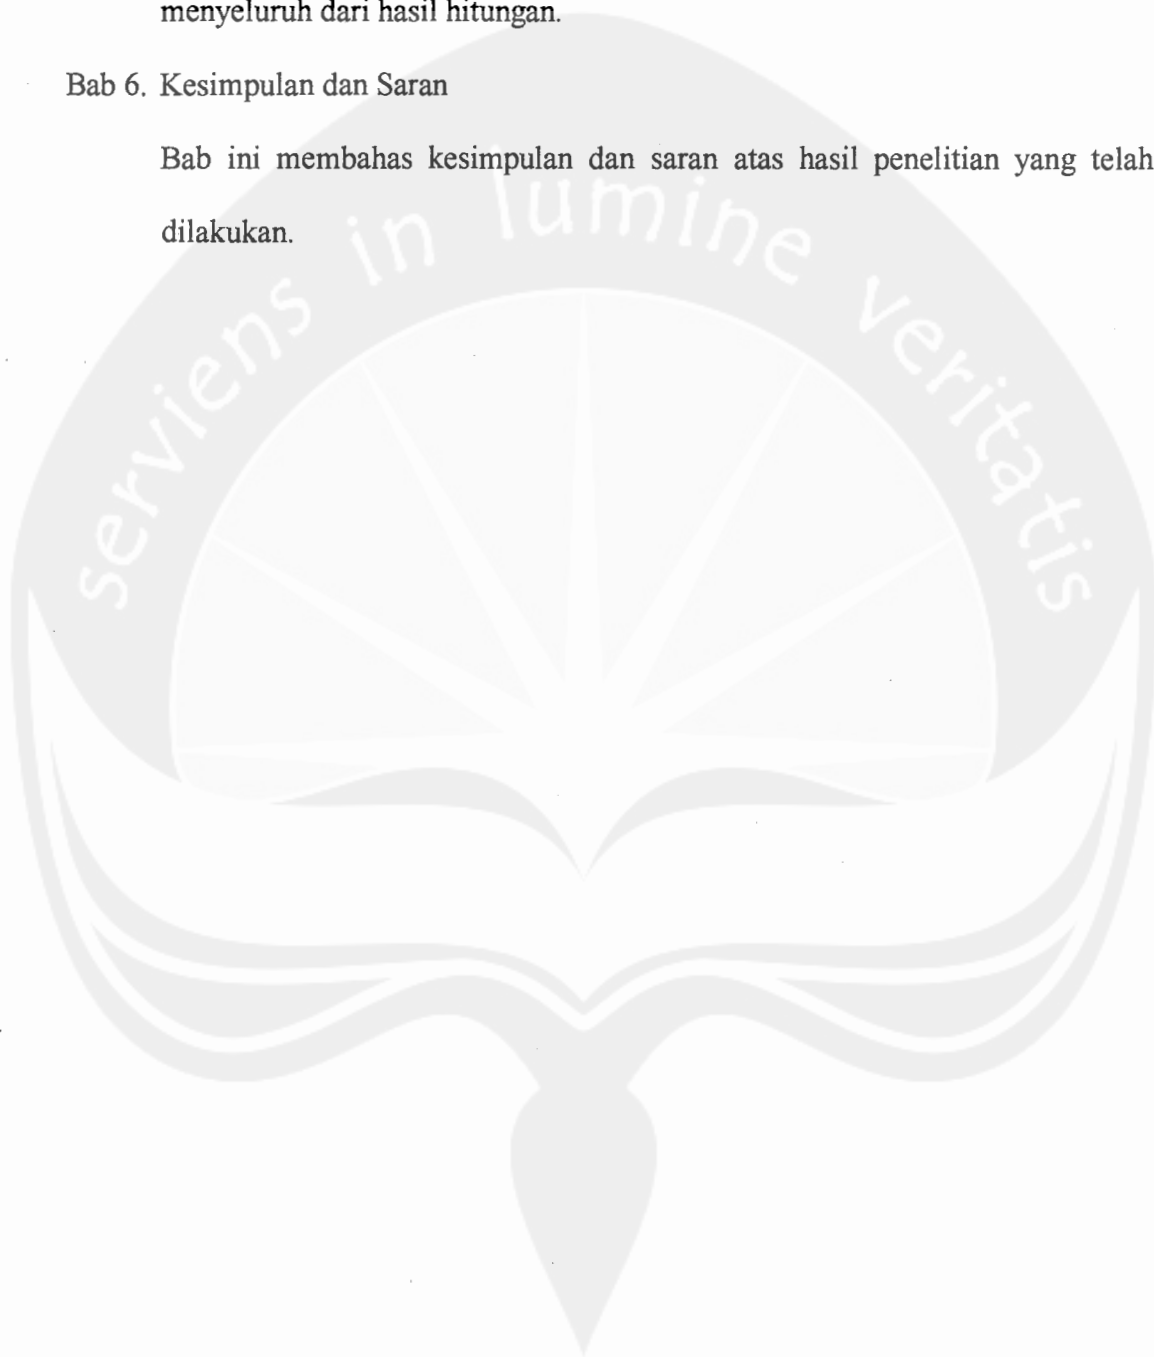 menyeluruh dari hasil hitungan.
Bab 6. Kesimpulan dan Saran
Bab ini membahas kesimpulan dan saran atas hasil penelitian yang telah
dilakukan.
serviens in lumine veritatis